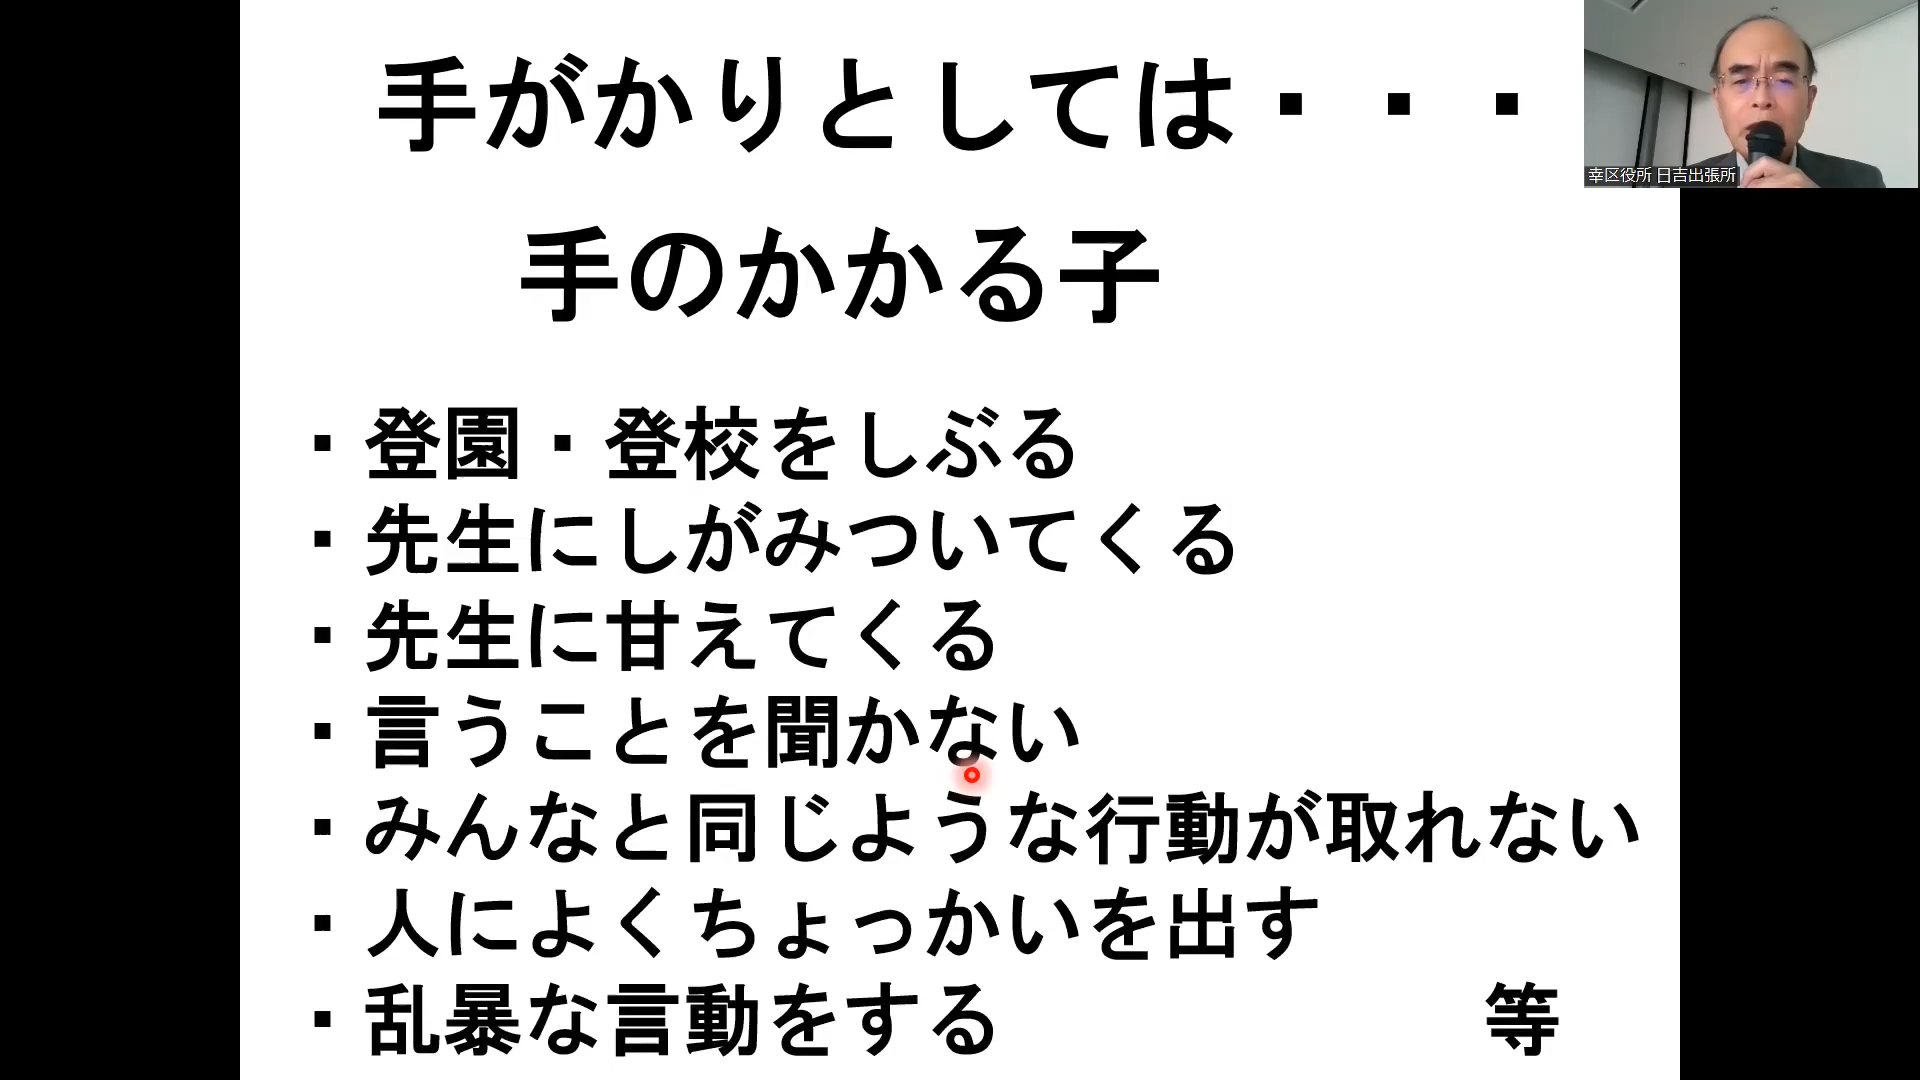 手がかりとしては・・・
手のかかる子
・登園・登校をしぶる
・先生にしがみついてくる
・先生に甘えてくる
・言うことを聞かない
・みんなと同じような行動が取れない
・人によくちょっかいを出す
・乱暴な言動をする 等
幸区役所 日吉出張所